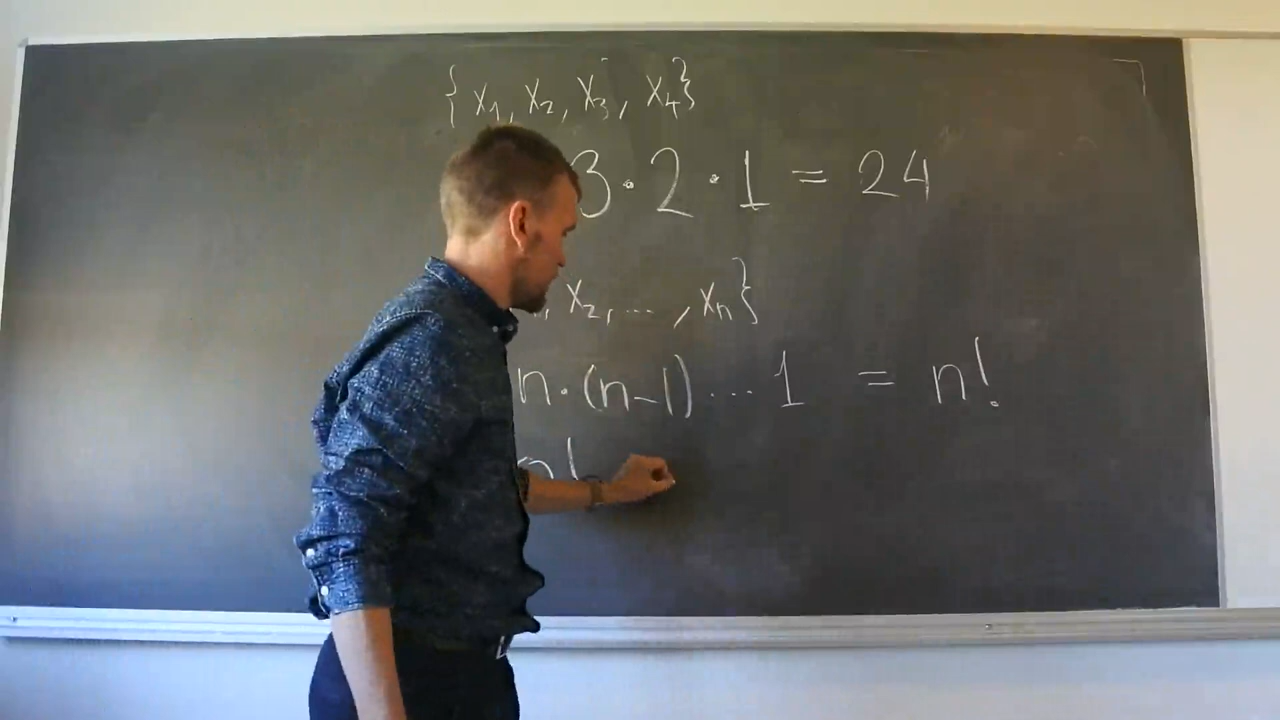 {x₁, x₂, x₃, x₄}
3 · 2 · 1 = 24
, x₂, ... , xₙ}
n · (n-1) ... 1 = n!
n!